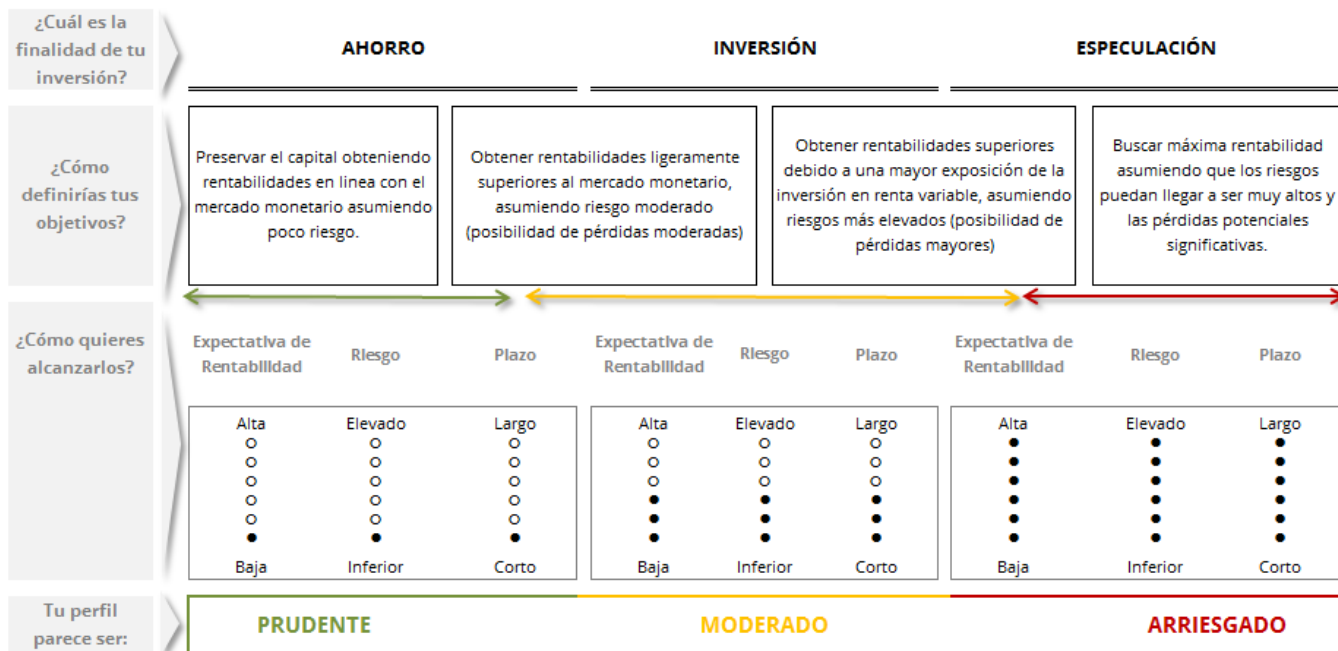 ¿Cuál es la
finalidad de tu
inversión?
AHORRO
INVERSIÓN
ESPECULACIÓN
¿Cómo
definirías tus
objetivos?
Preservar el capital obteniendo
rentabilidades en linea con el
mercado monetario asumiendo
poco riesgo.
Obtener rentabilidades ligeramente
superiores al mercado monetario,
asumiendo riesgo moderado
(posibilidad de pérdidas moderadas)
Obtener rentabilidades superiores
debido a una mayor exposición de la
inversión en renta variable, asumiendo
riesgos más elevados (posibilidad de
pérdidas mayores)
Buscar máxima rentabilidad
asumiendo que los riesgos
puedan llegar a ser muy altos y
las pérdidas potenciales
significativas.
¿Cómo quieres
alcanzarlos?
Expectativa de
Rentabilidad
Riesgo
Plazo
Expectativa de
Rentabilidad
Riesgo
Plazo
Expectativa de
Rentabilidad
Riesgo
Plazo
Alta
Elevado
Largo
Baja
Inferior
Corto
Alta
Elevado
Largo
Baja
Inferior
Corto
Alta
Elevado
Largo
Baja
Inferior
Corto
Tu perfil
parece ser:
PRUDENTE
MODERADO
ARRIESGADO